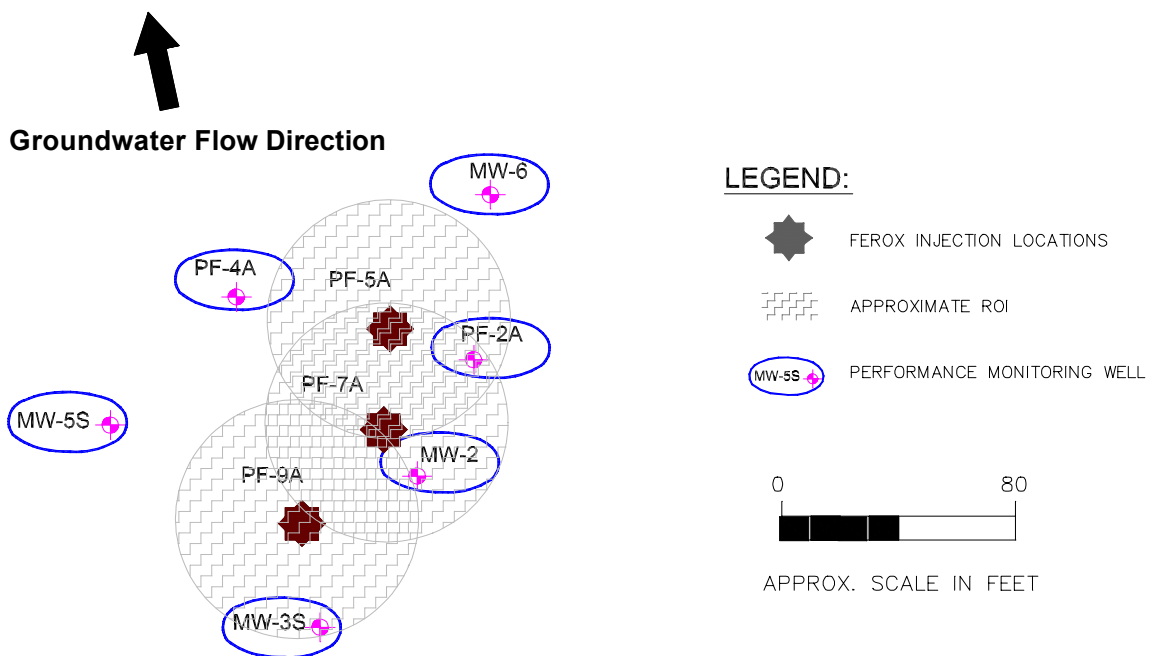 Groundwater Flow Direction
MW-6
PF-4A
PF-5A
PF-2A
PF-7A
MW-5S
MW-2
PF-9A
MW-3S
LEGEND:
FEROX INJECTION LOCATIONS
APPROXIMATE ROI
MW-5S
PERFORMANCE MONITORING WELL
0 80
APPROX. SCALE IN FEET